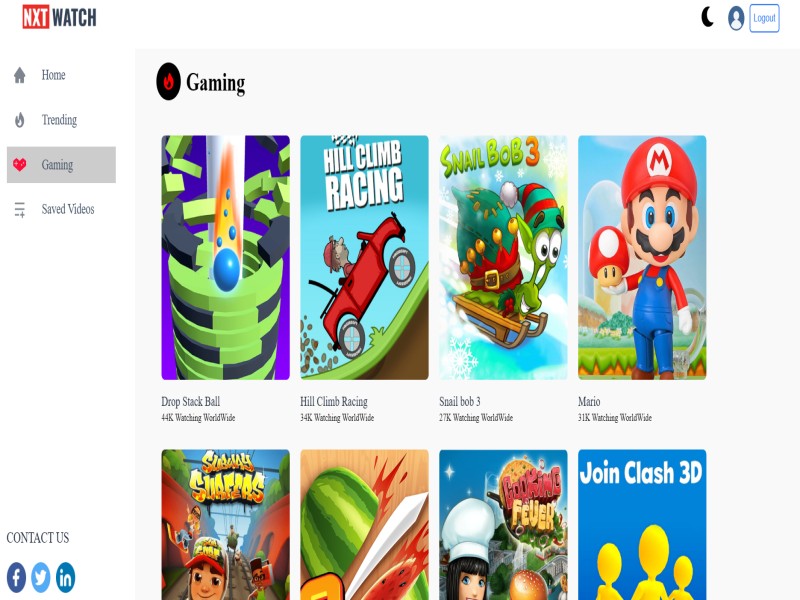 NXT WATCH
Logout
Home
Trending
Gaming
Saved Videos
CONTACT US
Gaming
HILL CLIMB
RACING
SNAIL BOB 3
M
Drop Stack Ball
44K Watching WorldWide
Hill Climb Racing
34K Watching WorldWide
Snail bob 3
27K Watching WorldWide
Mario
31K Watching WorldWide
SUBWAY
SURFERS
COOKING
FEVER
Join Clash 3D
in